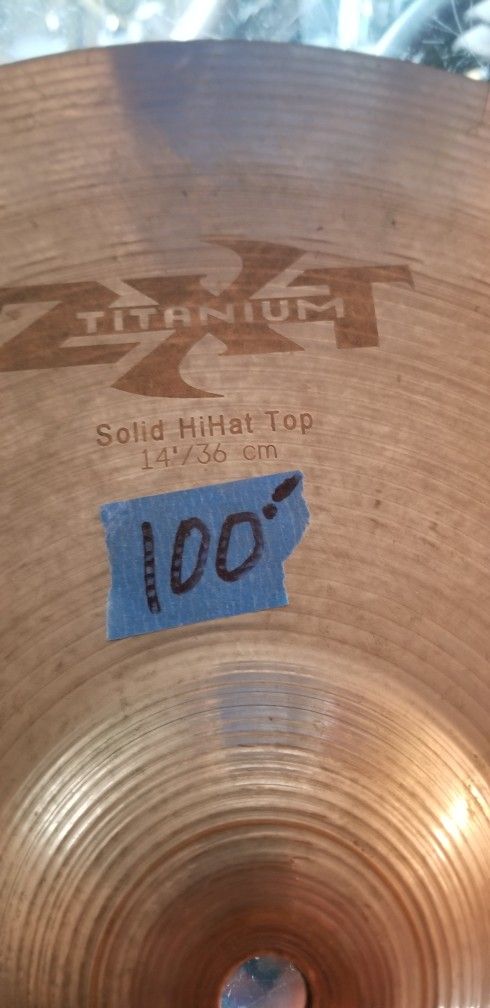 ZXT
TITANIUM
Solid HiHat Top
14"/36 cm
100.-